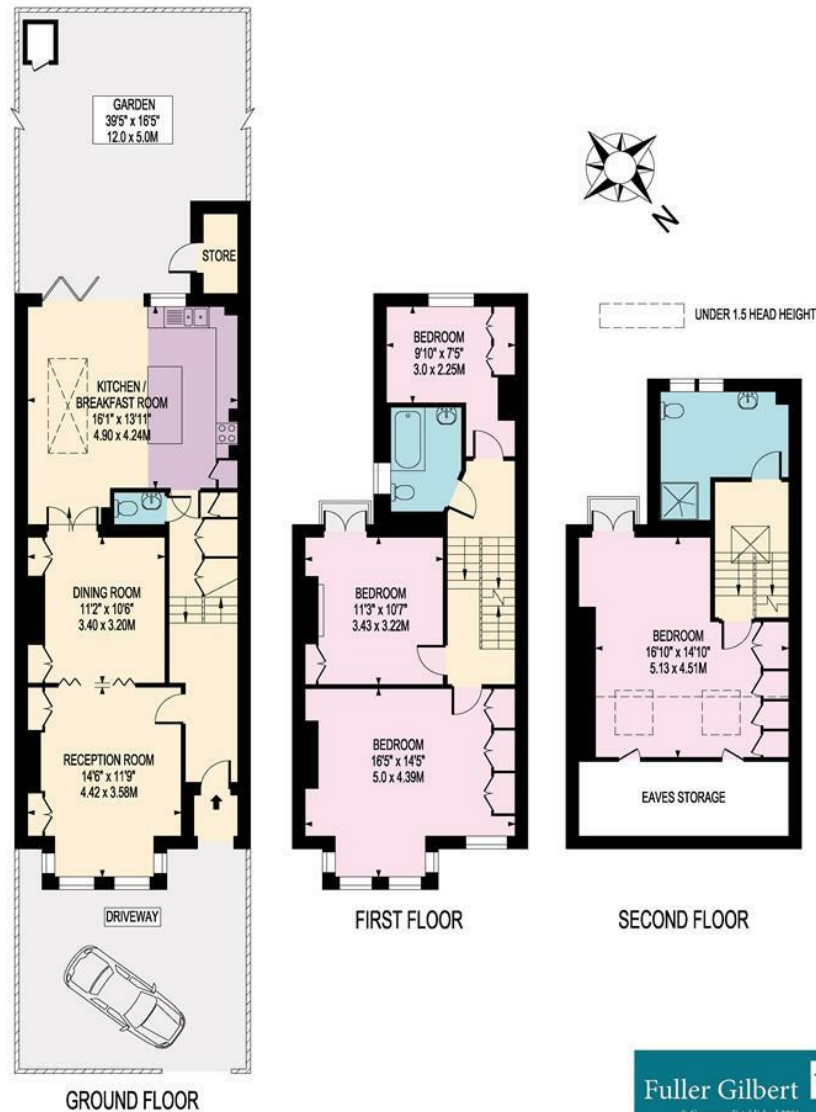 GARDEN
39'5" x 16'5"
12.0 x 5.0M
STORE
KITCHEN /
BREAKFAST ROOM
16'1" x 13'11"
4.90 x 4.24M
DINING ROOM
11'2" x 10'6"
3.40 x 3.20M
RECEPTION ROOM
14'6" x 11'9"
4.42 x 3.58M
DRIVEWAY
GROUND FLOOR
BEDROOM
9'10" x 7'5"
3.0 x 2.25M
BEDROOM
11'3" x 10'7"
3.43 x 3.22M
BEDROOM
16'5" x 14'5"
5.0 x 4.39M
FIRST FLOOR
N
UNDER 1.5 HEAD HEIGHT
BEDROOM
16'10" x 14'10"
5.13 x 4.51M
EAVES STORAGE
SECOND FLOOR
Fuller Gilbert